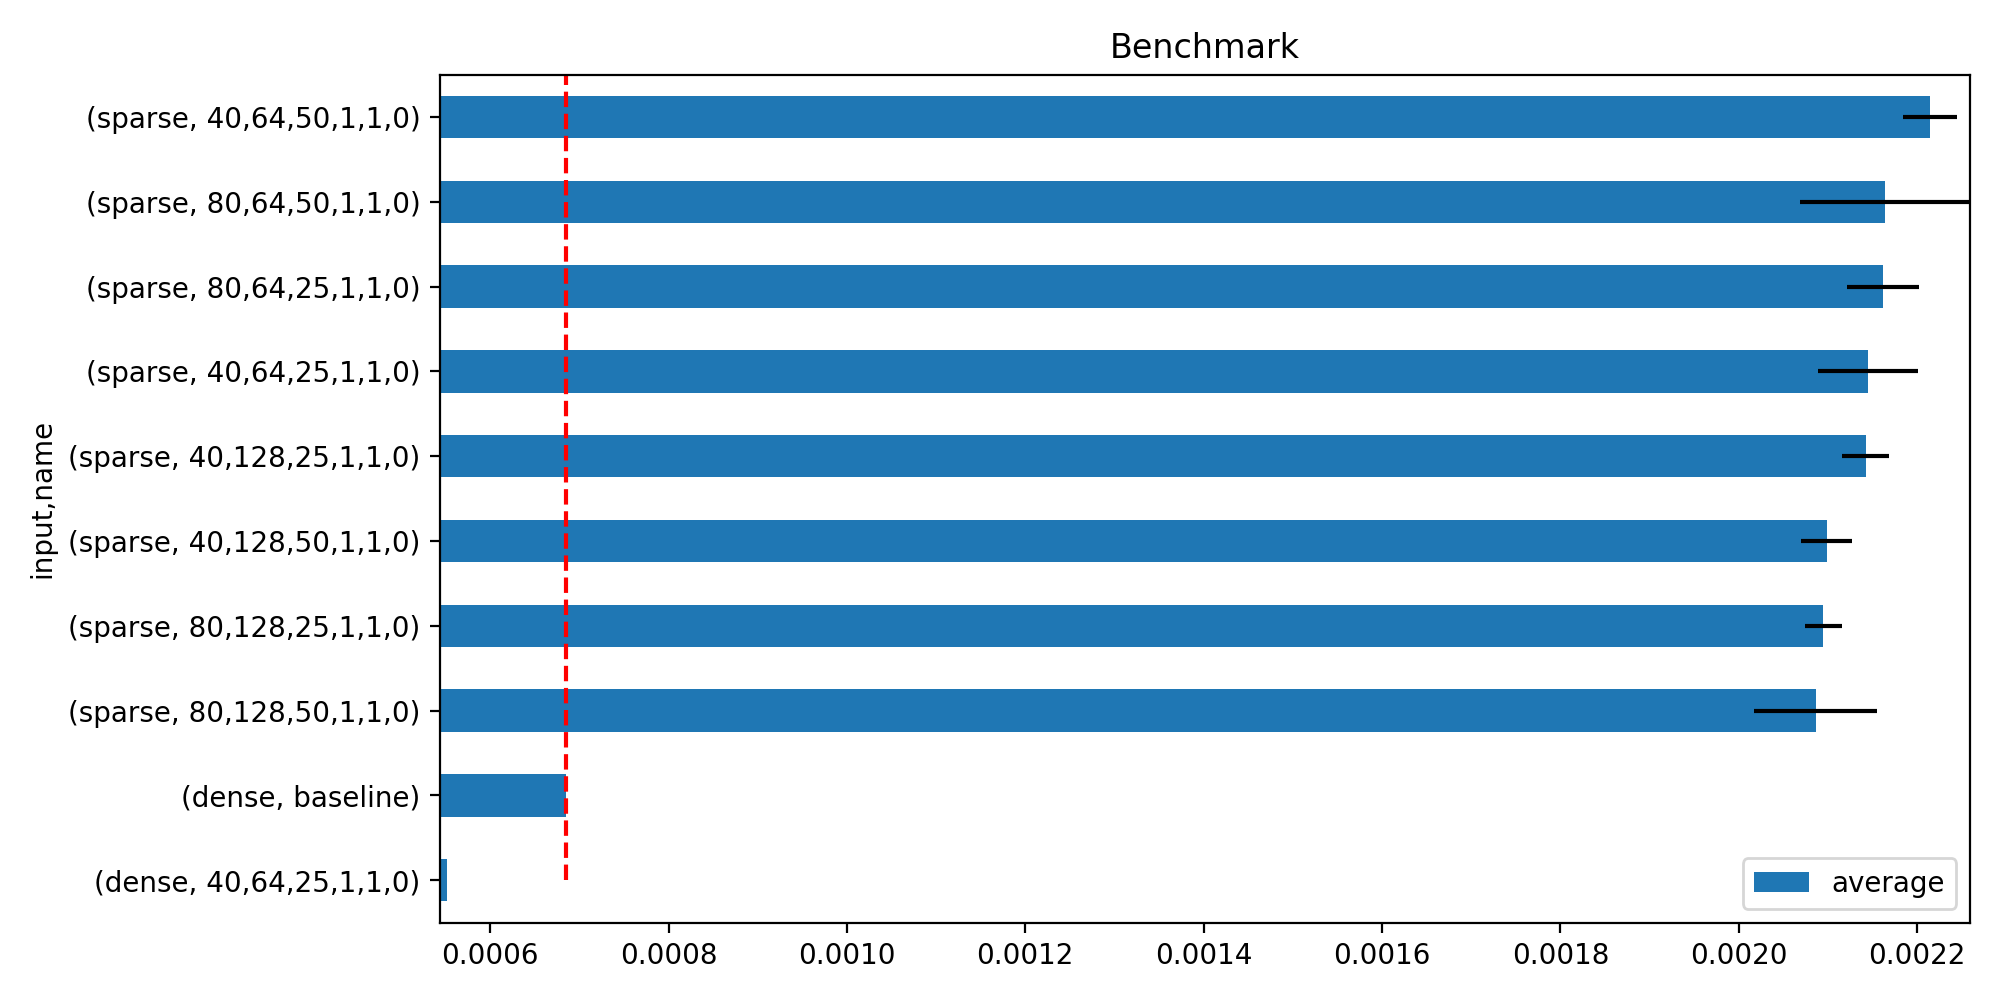 Benchmark
(sparse, 40,64,50,1,1,0)
(sparse, 80,64,50,1,1,0)
(sparse, 80,64,25,1,1,0)
(sparse, 40,64,25,1,1,0)
(sparse, 40,128,25,1,1,0)
(sparse, 40,128,50,1,1,0)
(sparse, 80,128,25,1,1,0)
(sparse, 80,128,50,1,1,0)
(dense, baseline)
(dense, 40,64,25,1,1,0)
input,name
average
0.0006 0.0008 0.0010 0.0012 0.0014 0.0016 0.0018 0.0020 0.0022